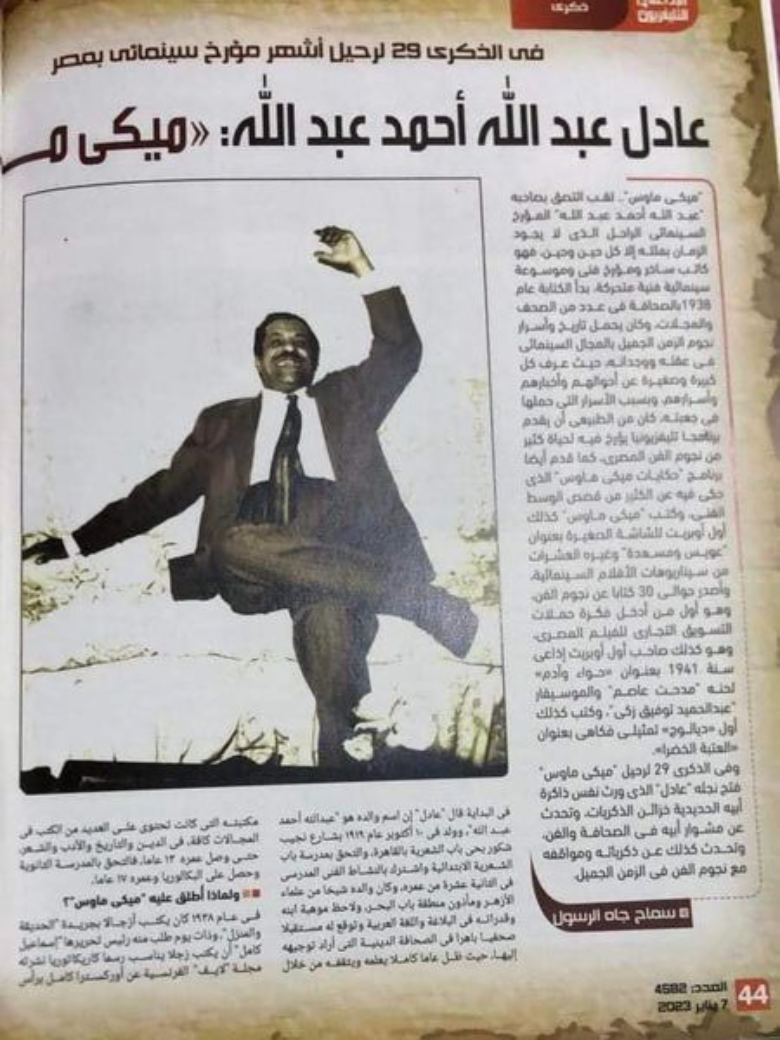 الإذاعة والتليفزيون
ذكرى
فى الذكرى 29 لرحيل أشهر مؤرخ سينمائى بمصر
عادل عبد الله أحمد عبد الله: «ميكى مـ
"ميكى ماوس".. لقب التصق بصاحبه
"عبد الله أحمد عبد الله" المؤرخ
السينمائى الراحل الذى لا يجود
الزمان بمثله إلا كل حين وحين، فهو
كاتب ساخر ومؤرخ فنى وموسوعة
سينمائية فنية متحركة، بدأ الكتابة عام
1938بالصحافة فى عدد من الصحف
والمجلات، وكان يحمل تاريخ وأسرار
نجوم الزمن الجميل بالمجال السينمائى
فى عقله ووجدانه، حيث عرف كل
كبيرة وصغيرة عن أحوالهم وأخبارهم
وأسرارهم، وبسبب الأسرار التى حملها
فى جعبته، كان من الطبيعى أن يقدم
برنامجا تليفزيونيا يؤرخ فيه لحياة كثير
من نجوم الفن المصرى، كما قدم أيضا
برنامج "حكايات ميكى ماوس" الذى
حكى فيه عن الكثير من قصص الوسط
الفنى، وكتب "ميكى ماوس" كذلك
أول أوبريت للشاشة الصغيرة بعنوان
"عويس ومسعدة" وغيره العشرات
من سيناريوهات الأفلام السينمائية،
وأصدر حوالى 30 كتابا عن نجوم الفن،
وهو أول من أدخل فكرة حملات
التسويق التجارى للفيلم المصرى،
وهو كذلك صاحب أول أوبريت إذاعى
سنة 1941 بعنوان «حواء وآدم»
لحنه "مدحت عاصم" والموسيقار
"عبدالحميد توفيق زكى"، وكتب كذلك
أول «ديالوج» تمثيلى فكاهى بعنوان
«العتبة الخضرا».
وفى الذكرى 29 لرحيل "ميكى ماوس"
فتح نجله "عادل" الذى ورث نفس ذاكرة
أبيه الحديدية خزائن الذكريات، وتحدث
عن مشوار أبيه فى الصحافة والفن،
وتحدث كذلك عن ذكرياته ومواقفه
مع نجوم الفن فى الزمن الجميل.
سماح جاه الرسول
فى البداية قال "عادل" إن اسم والده هو "عبدالله أحمد
عبد الله"، وولد فى ١٠ أكتوبر عام ١٩١٩ بشارع نجيب
شكور بحى باب الشعرية بالقاهرة، والتحق بمدرسة باب
الشعرية الابتدائية واشترك بالنشاط الفنى المدرسى
فى الثانية عشرة من عمره، وكان والده شيخا من علماء
الأزهر ومأذون منطقة باب البحر، ولاحظ موهبة ابنه
وقدراته فى البلاغة واللغة العربية وتوقع له مستقبلا
صحفيا باهرا فى الصحافة الدينية التى أراد توجيهه
إليها، حيث ظل عاما كاملا يعلمه ويثقفه من خلال
مكتبته التى كانت تحتوى على العديد من الكتب فى
المجالات كافة، فى الدين والتاريخ والأدب والشعر،
حتى وصل عمره ١٣ عاما، فالتحق بالمدرسة الثانوية
وحصل على البكالوريا وعمره ١٧ عاما.
ولماذا أطلق عليه "ميكى ماوس"؟
فى عام ١٩٣٨ كان يكتب أزجالا بجريدة "الحديقة
والمنزل"، وذات يوم طلب منه رئيس تحريرها "إسماعيل
كامل" أن يكتب زجلا يناسب رسما كاريكاتوريا نشرته
مجلة "لايف" الفرنسية عن أوركسترا كامل يرأس
العدد: 4582
7 يناير 2023
44